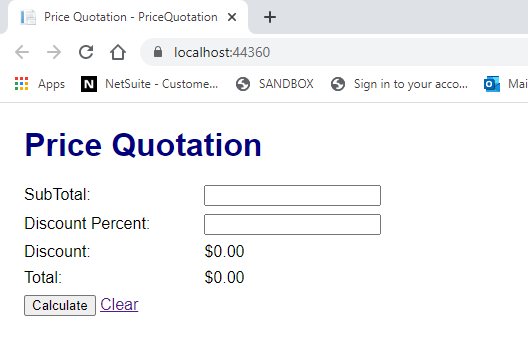 Price Quotation - PriceQuotation
localhost:44360
Apps NetSuite - Custome... SANDBOX Sign in to your acco... Mai
Price Quotation
SubTotal:
Discount Percent:
Discount: $0.00
Total: $0.00
Calculate Clear